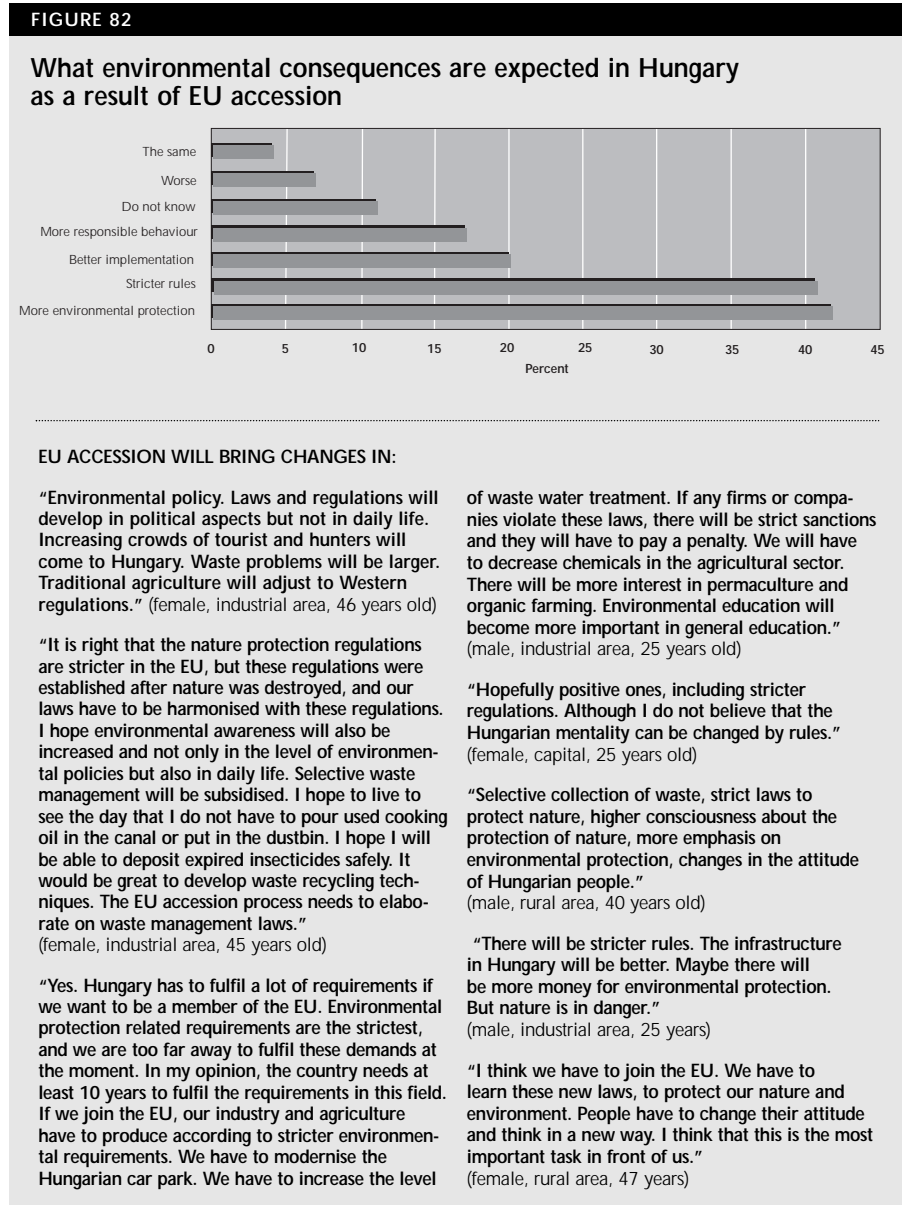 FIGURE 82
What environmental consequences are expected in Hungary
as a result of EU accession
The same
Worse
Do not know
More responsible behaviour
Better implementation
Stricter rules
More environmental protection
0 5 10 15 20 25 30 35 40 45
Percent
EU ACCESSION WILL BRING CHANGES IN:
“Environmental policy. Laws and regulations will
develop in political aspects but not in daily life.
Increasing crowds of tourist and hunters will
come to Hungary. Waste problems will be larger.
Traditional agriculture will adjust to Western
regulations.” (female, industrial area, 46 years old)
“It is right that the nature protection regulations
are stricter in the EU, but these regulations were
established after nature was destroyed, and our
laws have to be harmonised with these regulations.
I hope environmental awareness will also be
increased and not only in the level of environmen-
tal policies but also in daily life. Selective waste
management will be subsidised. I hope to live to
see the day that I do not have to pour used cooking
oil in the canal or put in the dustbin. I hope I will
be able to deposit expired insecticides safely. It
would be great to develop waste recycling tech-
niques. The EU accession process needs to elabo-
rate on waste management laws.”
(female, industrial area, 45 years old)
“Yes. Hungary has to fulfil a lot of requirements if
we want to be a member of the EU. Environmental
protection related requirements are the strictest,
and we are too far away to fulfil these demands at
the moment. In my opinion, the country needs at
least 10 years to fulfil the requirements in this field.
If we join the EU, our industry and agriculture
have to produce according to stricter environmen-
tal requirements. We have to modernise the
Hungarian car park. We have to increase the level
of waste water treatment. If any firms or compa-
nies violate these laws, there will be strict sanctions
and they will have to pay a penalty. We will have
to decrease chemicals in the agricultural sector.
There will be more interest in permaculture and
organic farming. Environmental education will
become more important in general education.”
(male, industrial area, 25 years old)
“Hopefully positive ones, including stricter
regulations. Although I do not believe that the
Hungarian mentality can be changed by rules.”
(female, capital, 25 years old)
“Selective collection of waste, strict laws to
protect nature, higher consciousness about the
protection of nature, more emphasis on
environmental protection, changes in the attitude
of Hungarian people.”
(male, rural area, 40 years old)
“There will be stricter rules. The infrastructure
in Hungary will be better. Maybe there will
be more money for environmental protection.
But nature is in danger.”
(male, industrial area, 25 years)
“I think we have to join the EU. We have to
learn these new laws, to protect our nature and
environment. People have to change their attitude
and think in a new way. I think that this is the most
important task in front of us.”
(female, rural area, 47 years)